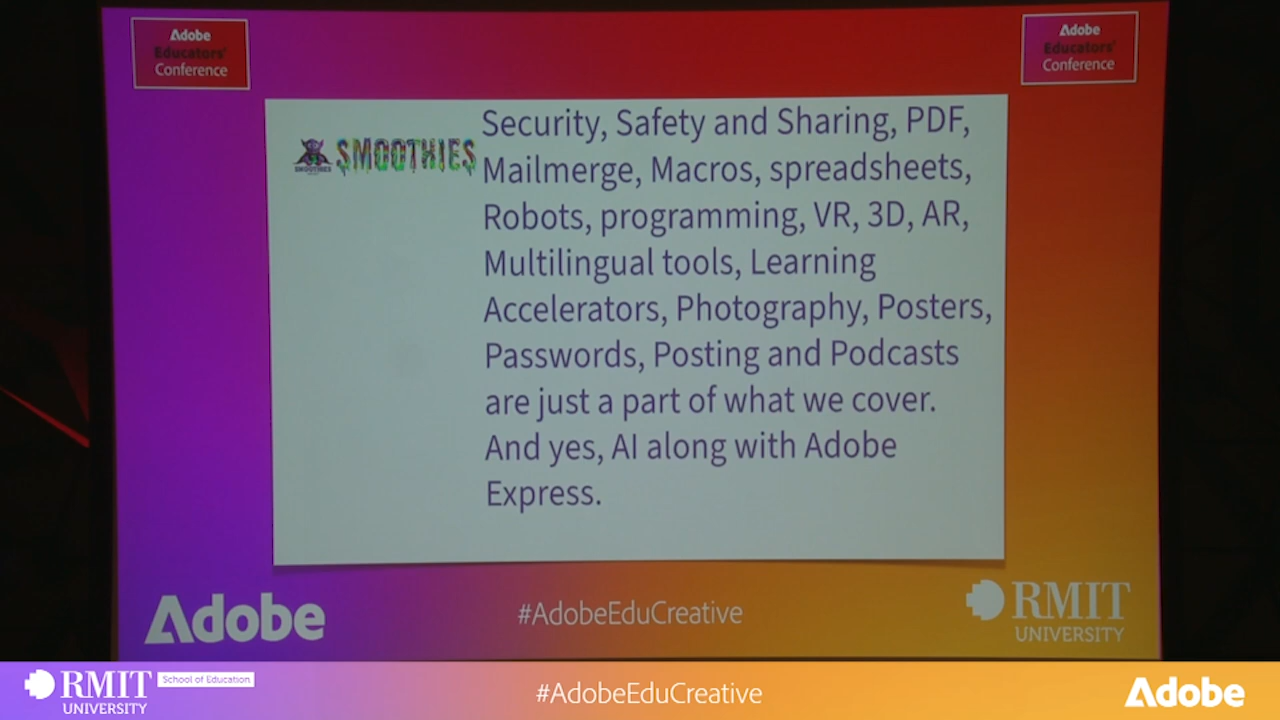 Adobe
Educators'
Conference
Adobe
Educators'
Conference
SMOOTHIES
SMOOTHIES
Security, Safety and Sharing, PDF,
Mailmerge, Macros, spreadsheets,
Robots, programming, VR, 3D, AR,
Multilingual tools, Learning
Accelerators, Photography, Posters,
Passwords, Posting and Podcasts
are just a part of what we cover.
And yes, AI along with Adobe
Express.
Adobe
#AdobeEduCreative
RMIT
UNIVERSITY
RMIT
UNIVERSITY
School of Education
#AdobeEduCreative
Adobe